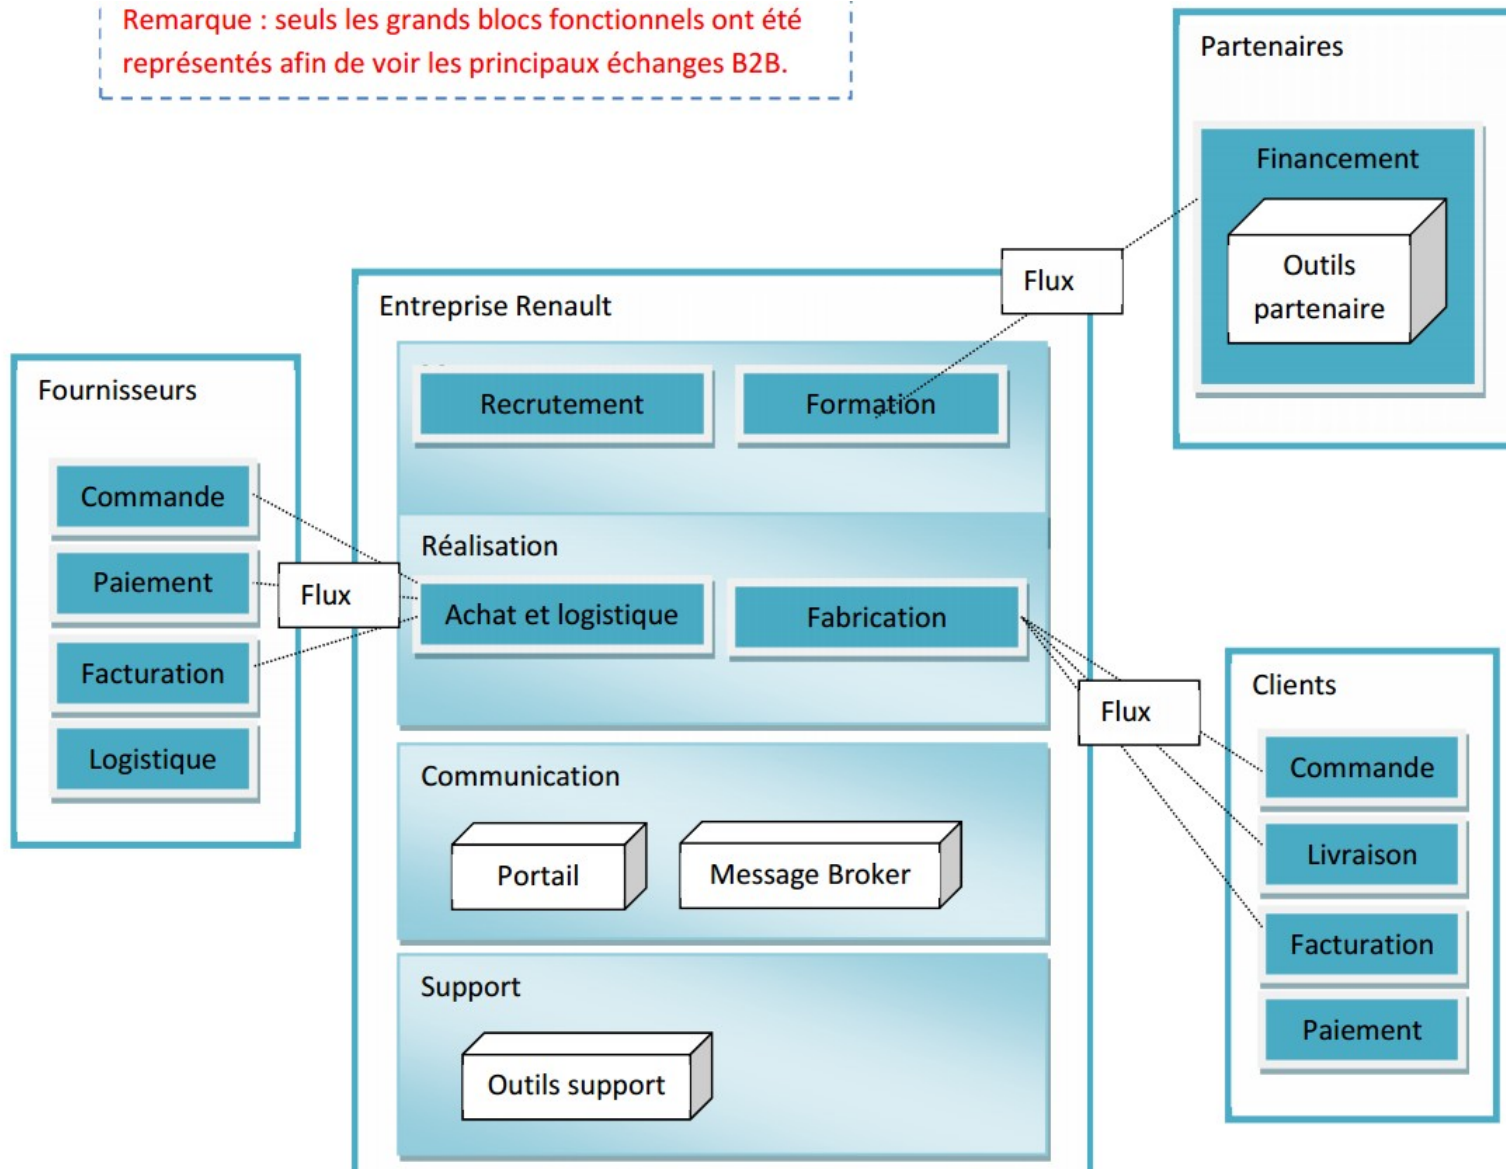 Remarque : seuls les grands blocs fonctionnels ont été
représentés afin de voir les principaux échanges B2B.
Partenaires
Financement
Outils
partenaire
Flux
Entreprise Renault
Recrutement
Formation
Fournisseurs
Commande
Paiement
Facturation
Logistique
Flux
Réalisation
Achat et logistique
Fabrication
Flux
Clients
Commande
Livraison
Facturation
Paiement
Communication
Portail
Message Broker
Support
Outils support